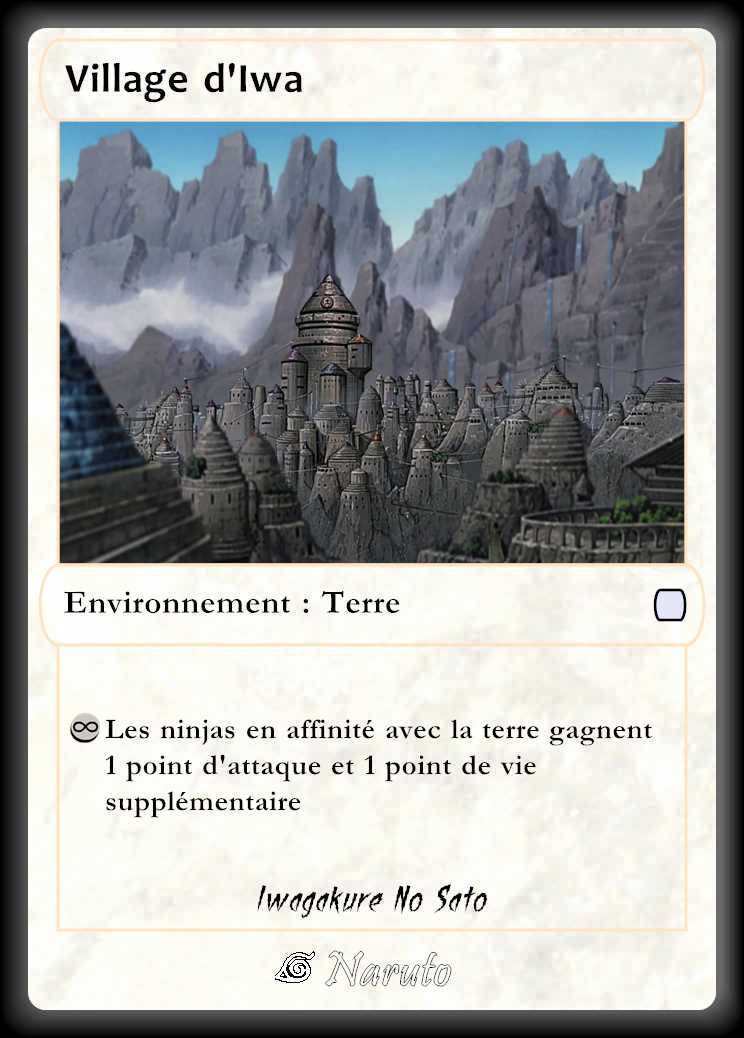 Village d'Iwa
Environnement : Terre
∞ Les ninjas en affinité avec la terre gagnent
1 point d'attaque et 1 point de vie
supplémentaire
Iwagakure No Sato
Naruto